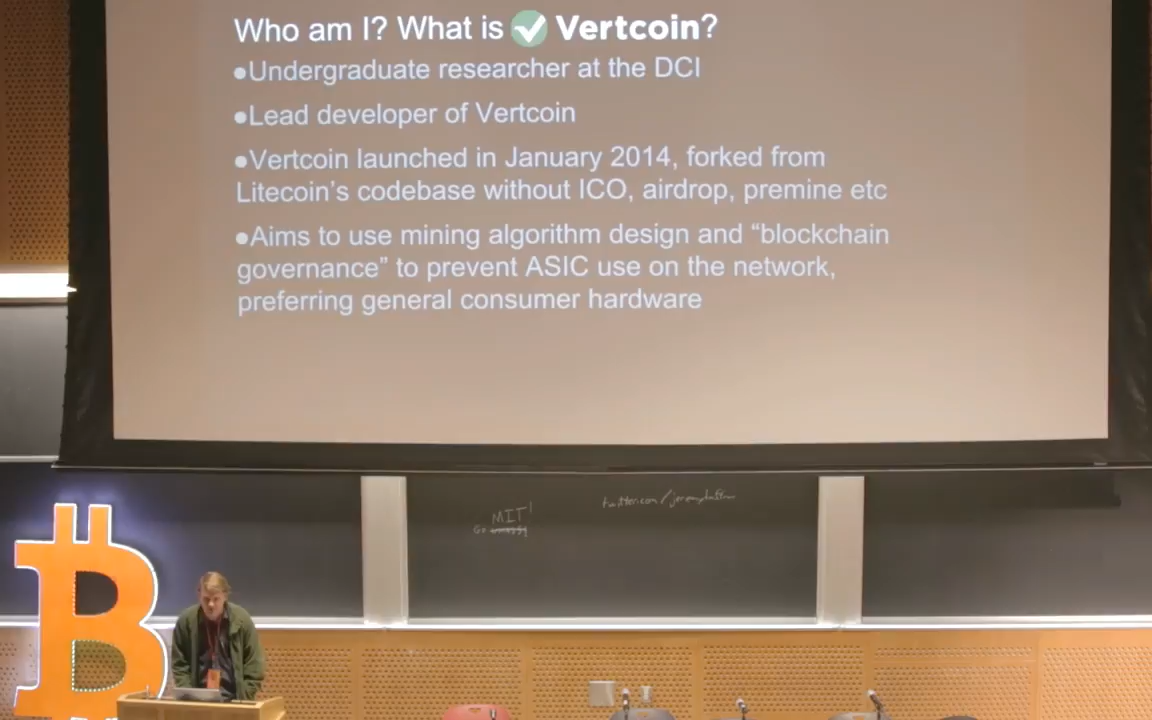 Who am I? What is Vertcoin?
●Undergraduate researcher at the DCI
●Lead developer of Vertcoin
●Vertcoin launched in January 2014, forked from
Litecoin's codebase without ICO, airdrop, premine etc
●Aims to use mining algorithm design and “blockchain
governance” to prevent ASIC use on the network,
preferring general consumer hardware
MIT!
Go